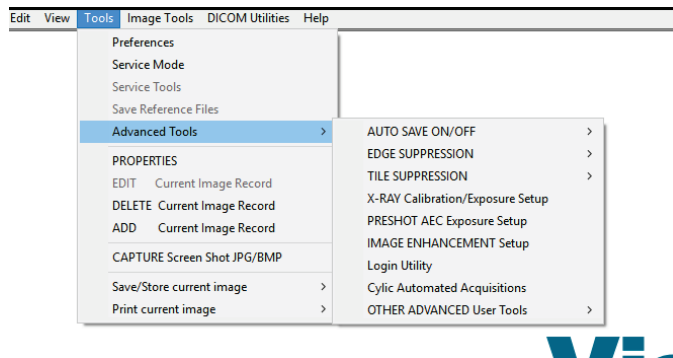 Edit View Tools Image Tools DICOM Utilities Help
Preferences
Service Mode
Service Tools
Save Reference Files
Advanced Tools >
PROPERTIES
EDIT Current Image Record
DELETE Current Image Record
ADD Current Image Record
CAPTURE Screen Shot JPG/BMP
Save/Store current image >
Print current image >
AUTO SAVE ON/OFF >
EDGE SUPPRESSION >
TILE SUPPRESSION >
X-RAY Calibration/Exposure Setup
PRESHOT AEC Exposure Setup
IMAGE ENHANCEMENT Setup
Login Utility
Cylic Automated Acquisitions
OTHER ADVANCED User Tools >